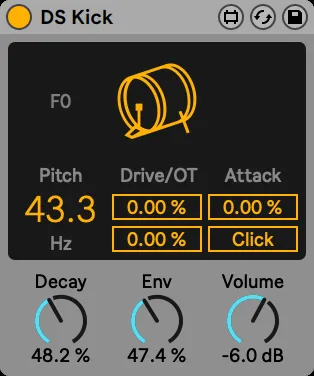 DS Kick
F0
Pitch Drive/OT Attack
43.3 0.00 % 0.00 %
Hz 0.00 % Click
Decay Env Volume
48.2 % 47.4 % -6.0 dB